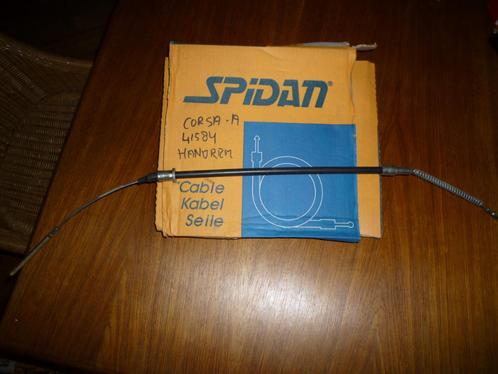 SPIDAN
CORSA-A
41584
HANDREM
Cable
Kabel
Seile